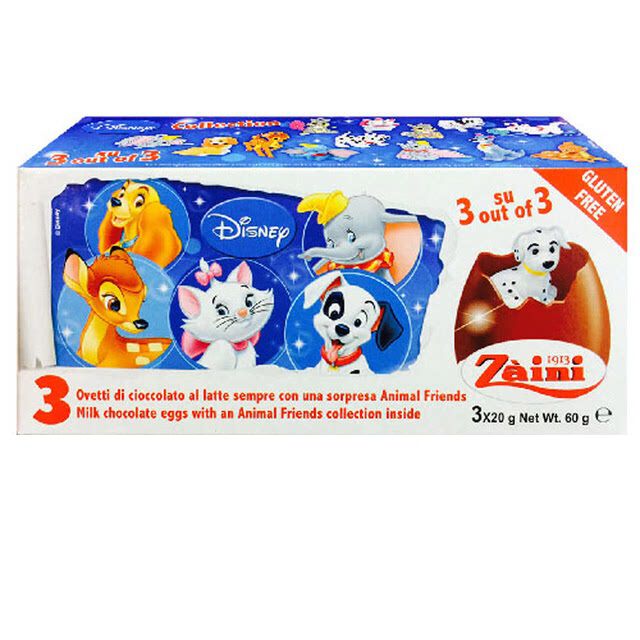 Disney Collection
3 su out of 3
© Disney
Disney
3 su out of 3
GLUTEN FREE
1913
Zàini
3 Ovetti di cioccolato al latte sempre con una sorpresa Animal Friends
Milk chocolate eggs with an Animal Friends collection inside
3x20 g Net Wt. 60 g ℮